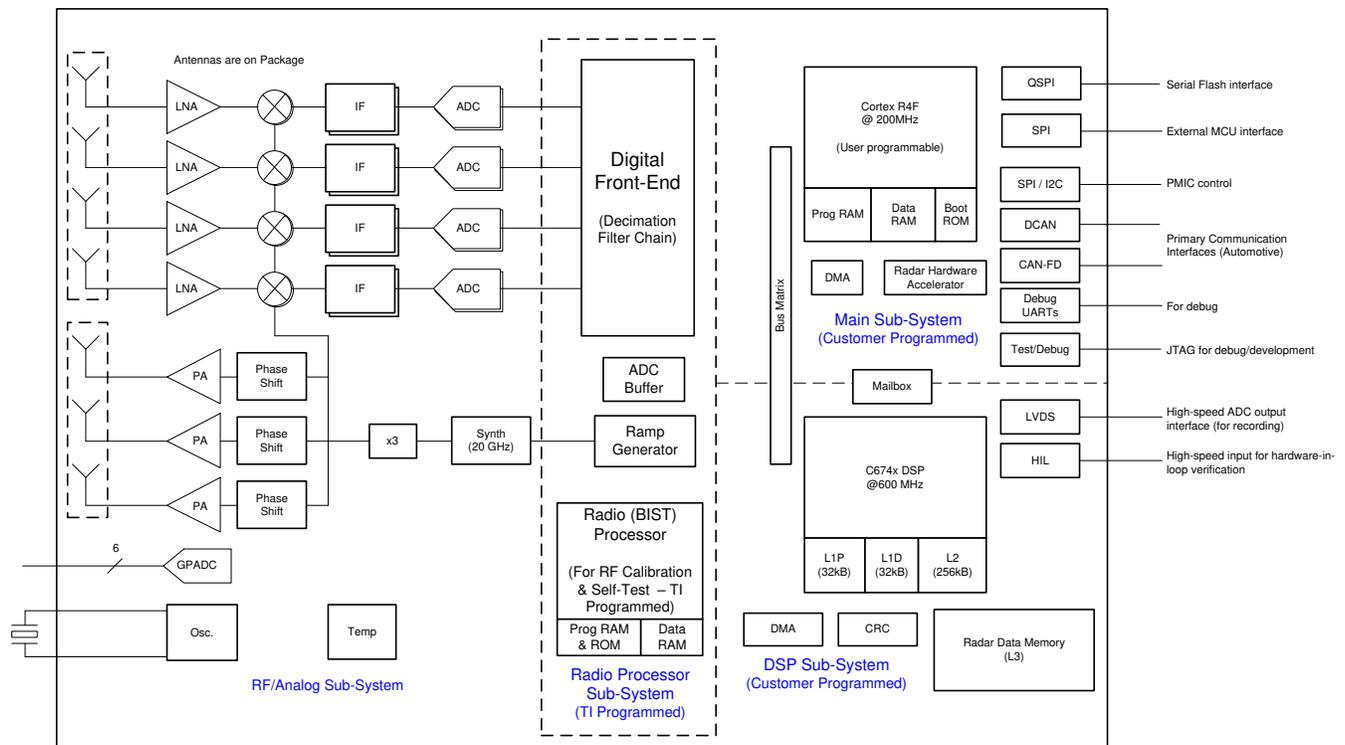 Antennas are on Package
LNA
IF
ADC
LNA
IF
ADC
LNA
IF
ADC
LNA
IF
ADC
Digital
Front-End
(Decimation
Filter Chain)
PA
Phase
Shift
PA
Phase
Shift
PA
Phase
Shift
x3
Synth
(20 GHz)
ADC
Buffer
Ramp
Generator
6
GPADC
Osc.
Temp
RF/Analog Sub-System
Radio (BIST)
Processor
(For RF Calibration
& Self-Test – TI
Programmed)
Prog RAM
& ROM
Data
RAM
Radio Processor
Sub-System
(TI Programmed)
Bus Matrix
Cortex R4F
@ 200MHz
(User programmable)
Prog RAM
Data
RAM
Boot
ROM
DMA
Radar Hardware
Accelerator
Main Sub-System
(Customer Programmed)
Mailbox
C674x DSP
@600 MHz
L1P
(32kB)
L1D
(32kB)
L2
(256kB)
DMA
CRC
Radar Data Memory
(L3)
DSP Sub-System
(Customer Programmed)
QSPI
Serial Flash interface
SPI
External MCU interface
SPI / I2C
PMIC control
DCAN
CAN-FD
Primary Communication
Interfaces (Automotive)
Debug
UARTs
For debug
Test/Debug
JTAG for debug/development
LVDS
High-speed ADC output
interface (for recording)
HIL
High-speed input for hardware-in-
loop verification